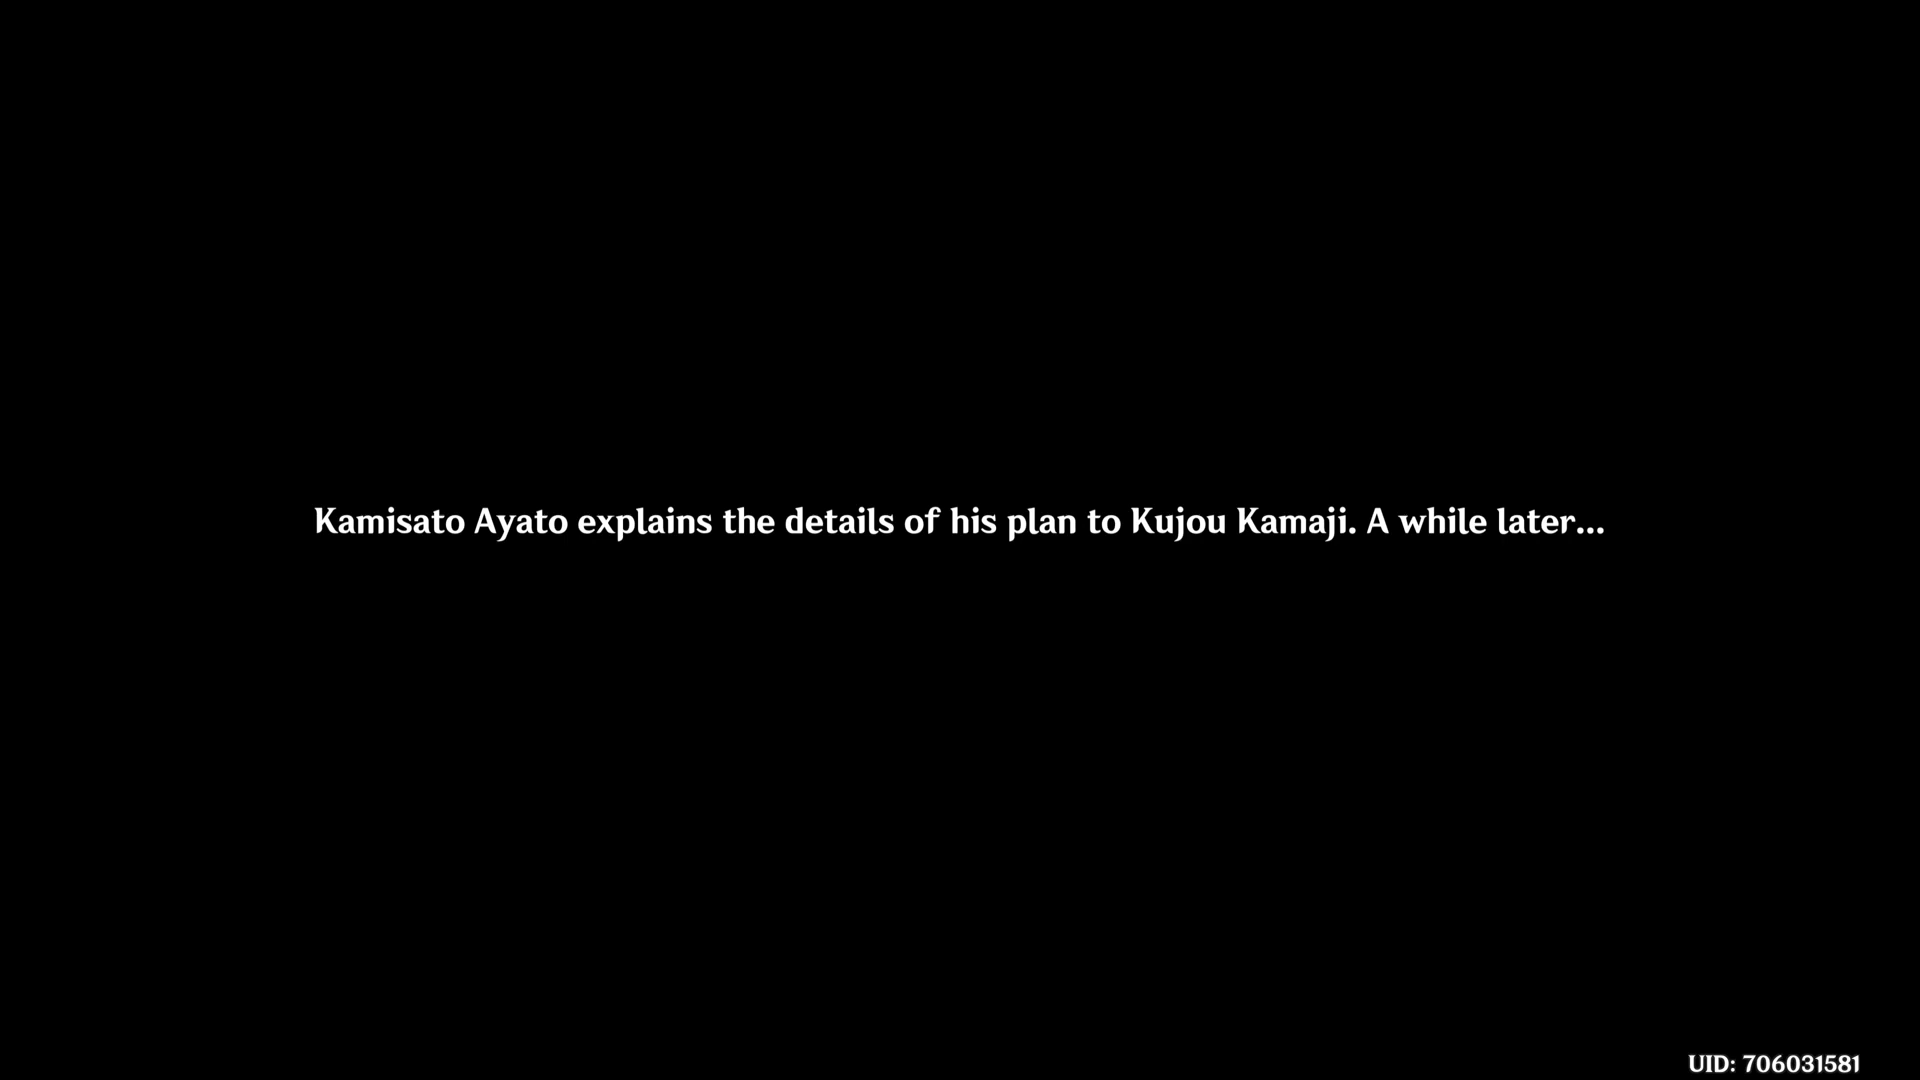 Kamisato Ayato explains the details of his plan to Kujou Kamaji. A while later...
UID: 706031581